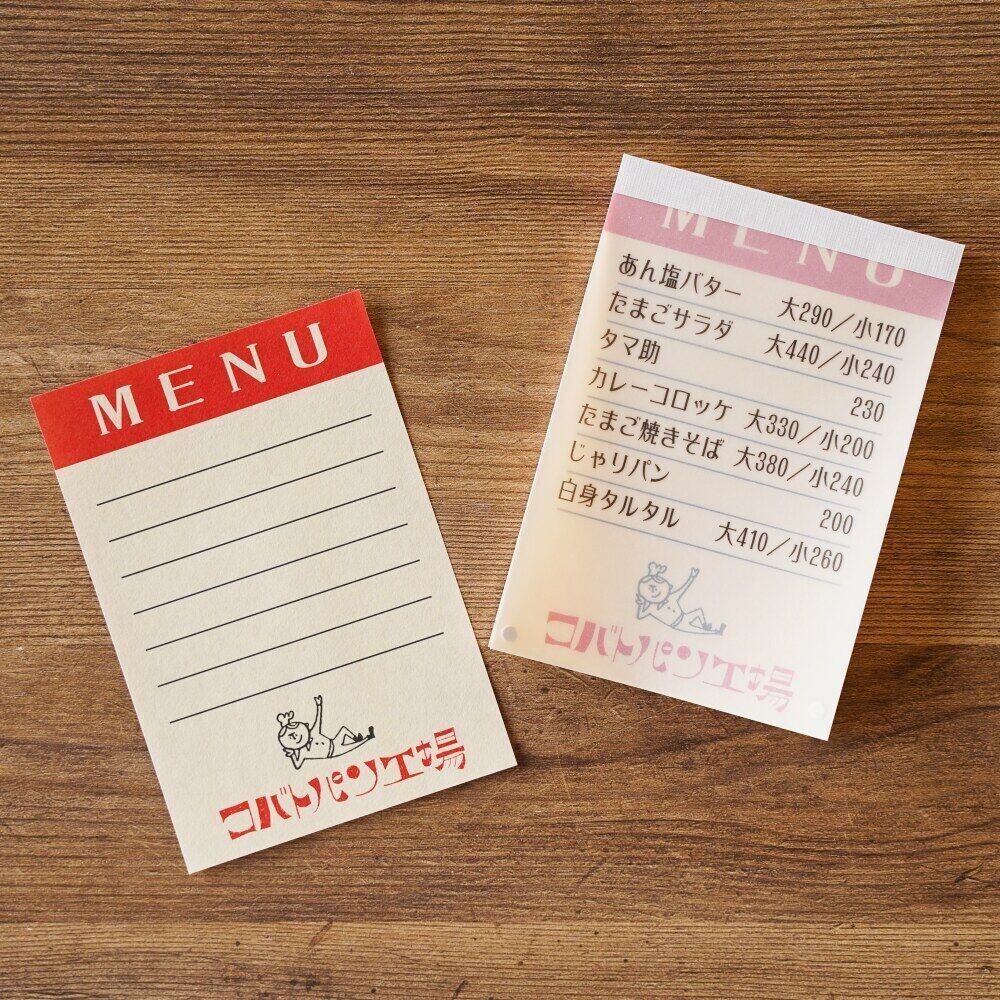 MENU
コバトパン工場
MENU
あん塩バター 大290/小170
たまごサラダ 大440/小240
タマ助 230
カレーコロッケ 大330/小200
たまご焼きそば 大380/小240
じゃりパン 200
白身タルタル 大410/小260
コバトパン工場